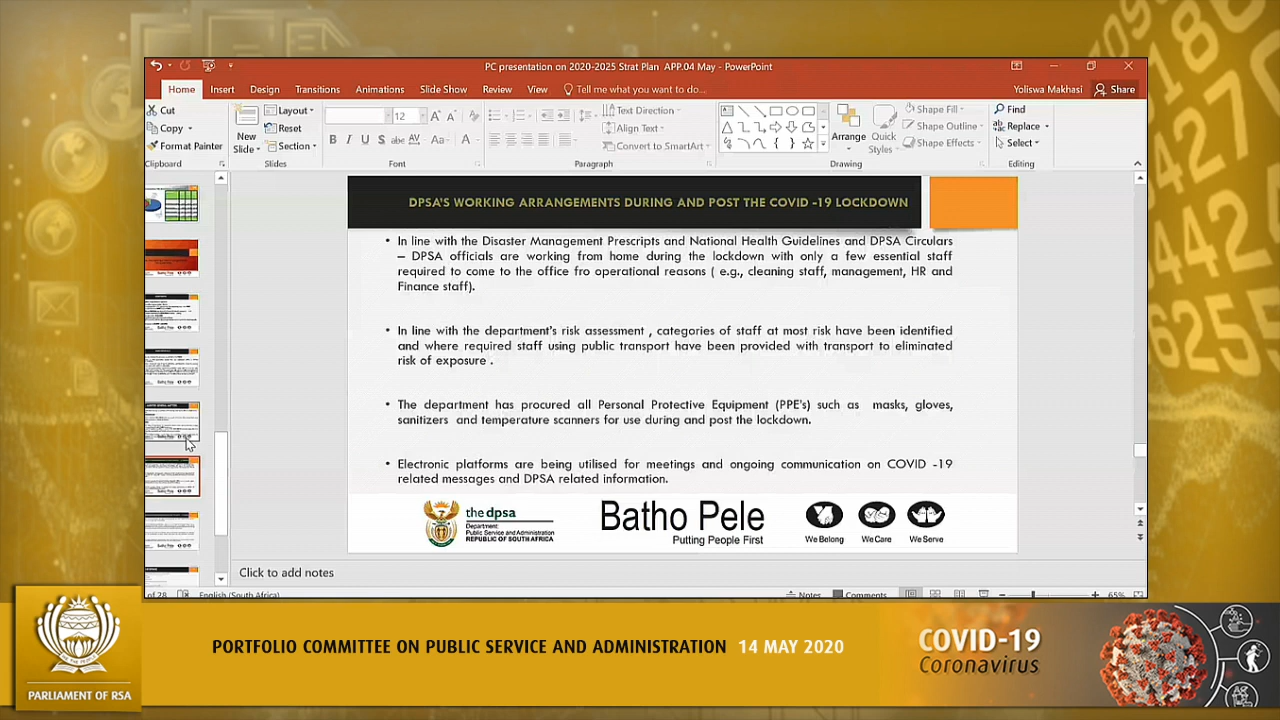 PC presentation on 2020-2025 Strat Plan APP.04 May - PowerPoint
Home Insert Design Transitions Animations Slide Show Review View Tell me what you want to do... Yoliswa Makhasi Share
Cut
Copy
Format Painter
Clipboard
New
Slide
Layout
Reset
Section
Slides
12
Font
Text Direction
Align Text
Convert to SmartArt
Paragraph
Arrange
Quick
Styles
Shape Fill
Shape Outline
Shape Effects
Drawing
Find
Replace
Select
Editing
DPSA'S WORKING ARRANGEMENTS DURING AND POST THE COVID -19 LOCKDOWN
• In line with the Disaster Management Prescripts and National Health Guidelines and DPSA Circulars
– DPSA officials are working from home during the lockdown with only a few essential staff
required to come to the office fro operational reasons ( e.g., cleaning staff, management, HR and
Finance staff).
• In line with the department's risk assessment , categories of staff at most risk have been identified
and where required staff using public transport have been provided with transport to eliminated
risk of exposure .
• The department has procured all Personal Protective Equipment (PPE's) such as masks, gloves,
sanitisers and temperature scanners for use during and post the lockdown.
• Electronic platforms are being utilised for meetings and ongoing communication on COVID -19
related messages and DPSA related information.
the dpsa
Department:
Public Service and Administration
REPUBLIC OF SOUTH AFRICA
Batho Pele
Putting People First
We Belong We Care We Serve
Click to add notes
of 28 English (South Africa) Notes Comments 65%
PARLIAMENT OF RSA
PORTFOLIO COMMITTEE ON PUBLIC SERVICE AND ADMINISTRATION 14 MAY 2020
COVID-19
Coronavirus